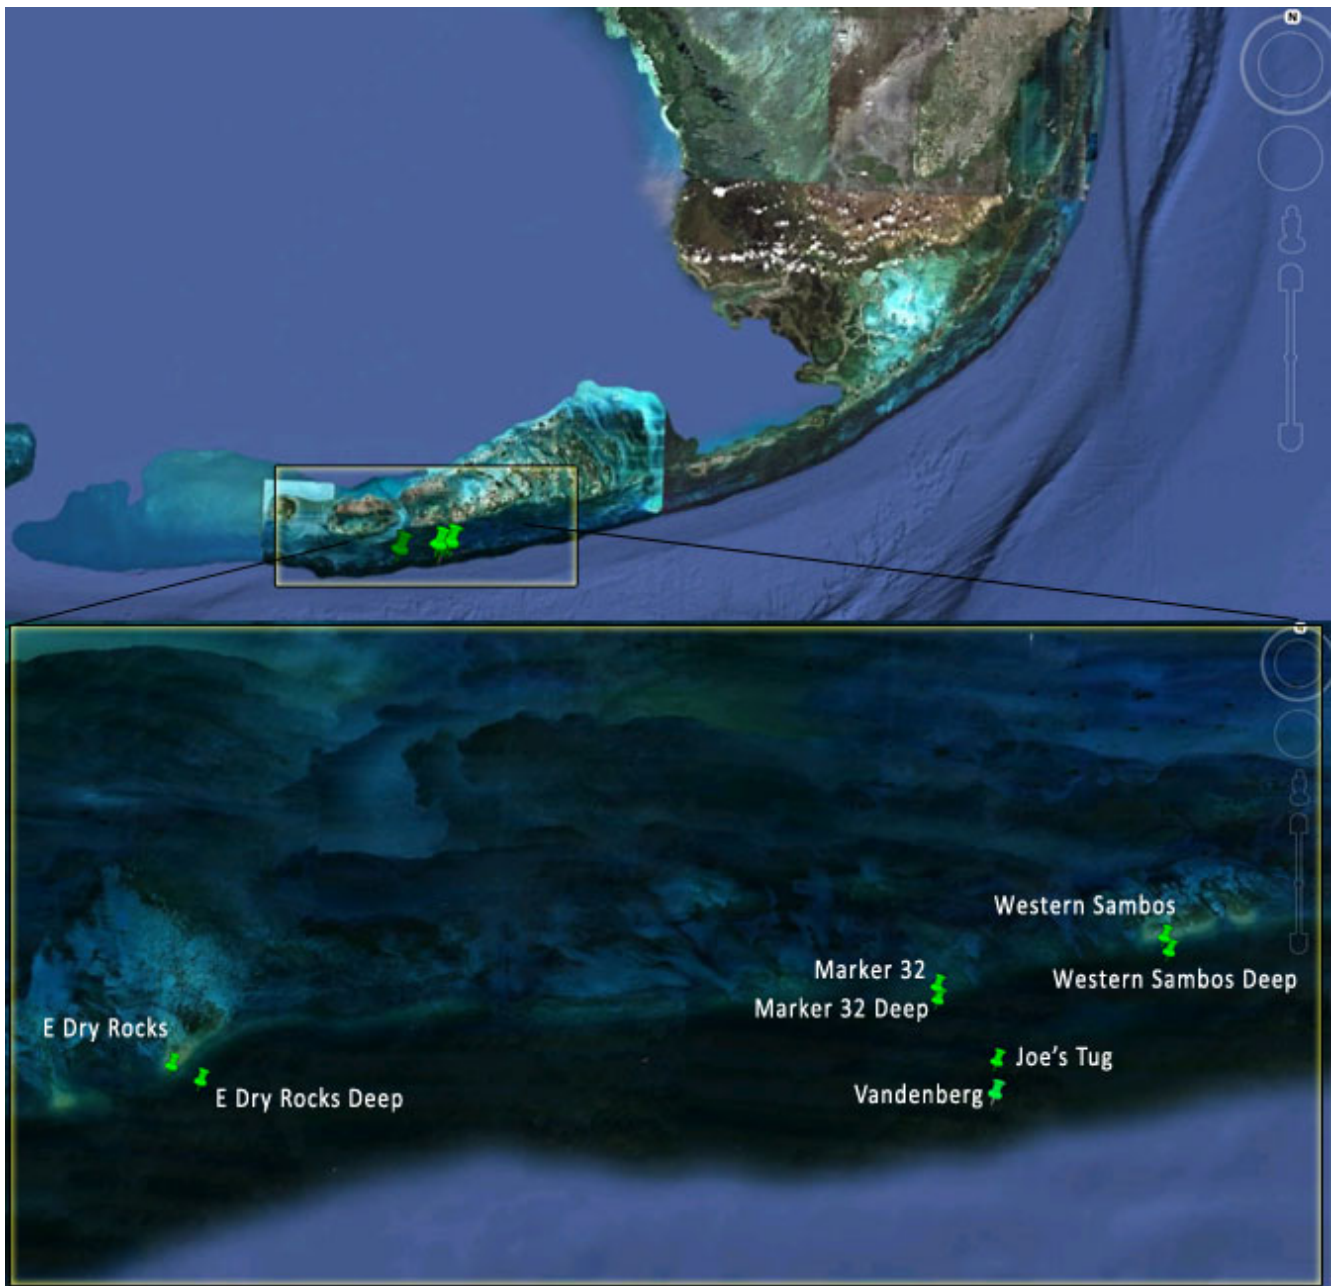 N
Western Sambos
Marker 32
Western Sambos Deep
Marker 32 Deep
E Dry Rocks
Joe's Tug
E Dry Rocks Deep
Vandenberg